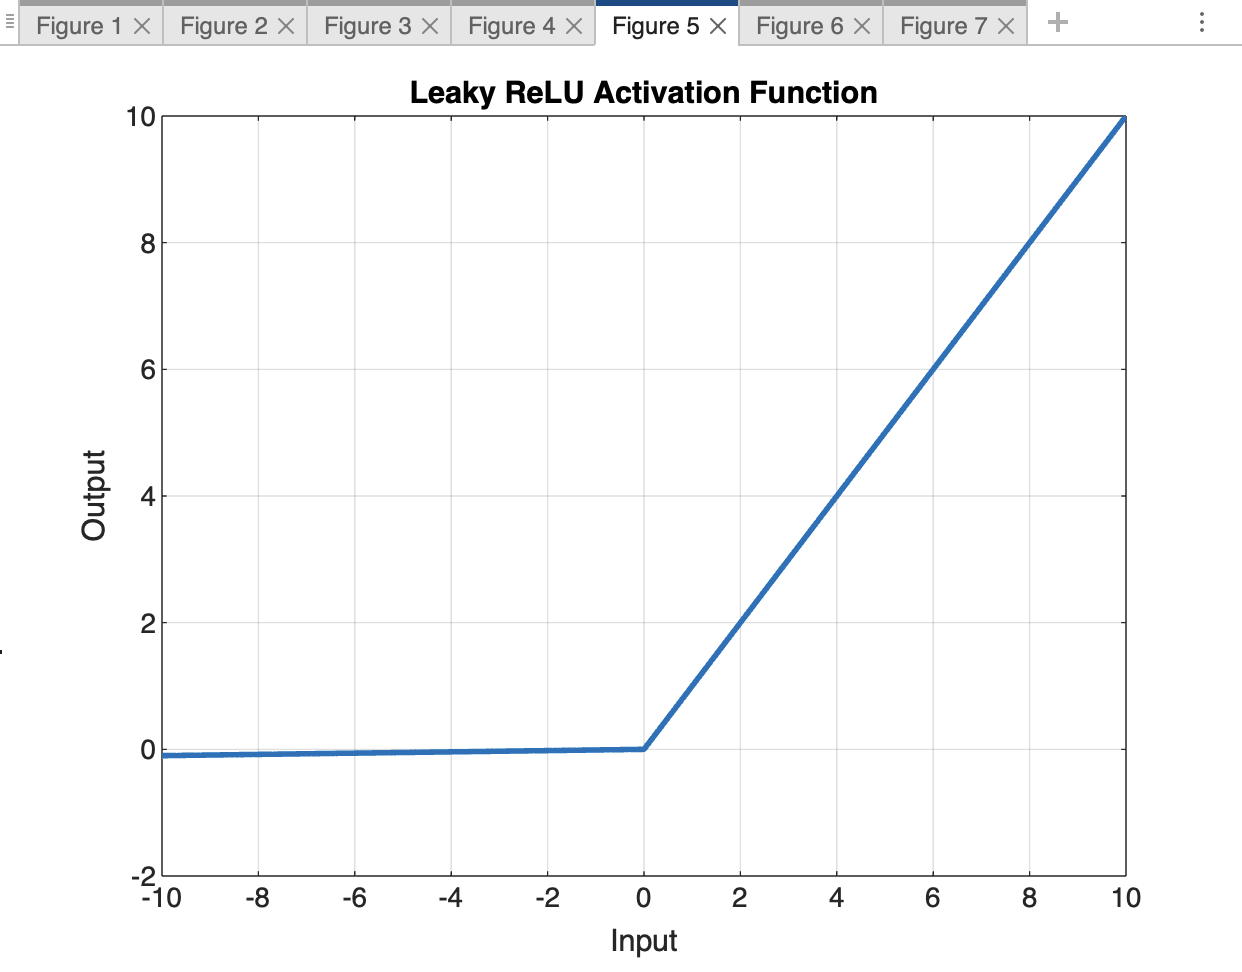 Figure 1 Figure 2 Figure 3 Figure 4 Figure 5 Figure 6 Figure 7
Leaky ReLU Activation Function
10
8
6
4
2
0
-2
Output
-10 -8 -6 -4 -2 0 2 4 6 8 10
Input